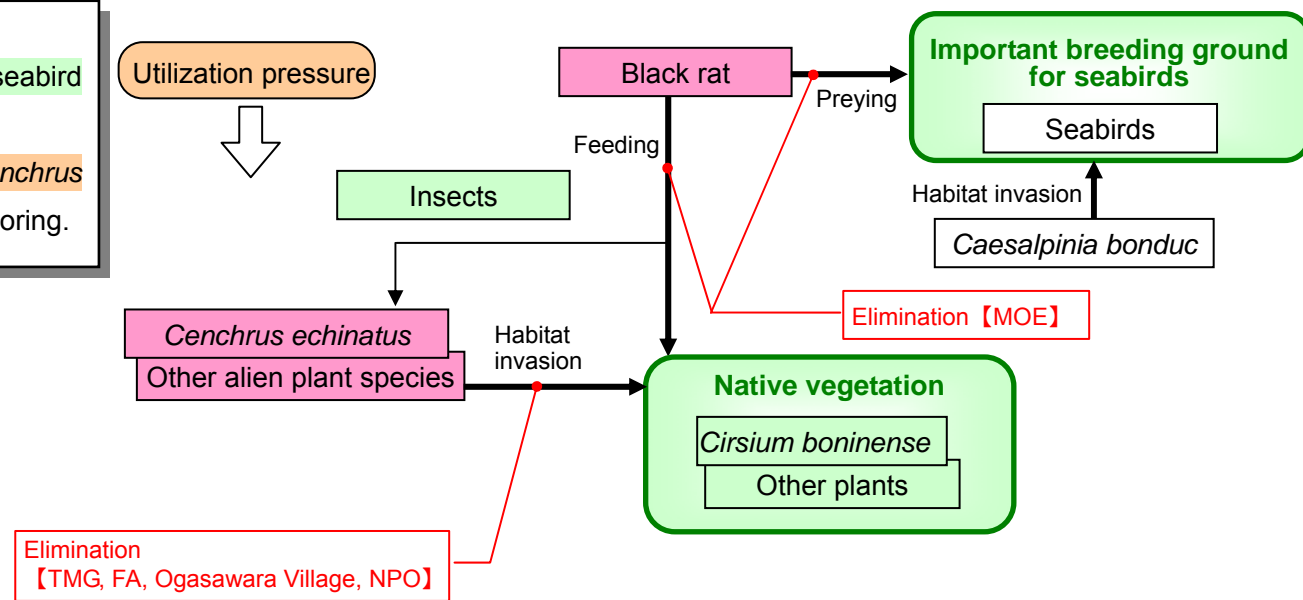 seabird
nchrus
oring.
Utilization pressure
Black rat
Preying
Important breeding ground
for seabirds
Seabirds
Feeding
Insects
Habitat invasion
Caesalpinia bonduc
Cenchrus echinatus
Other alien plant species
Habitat
invasion
Elimination【MOE】
Native vegetation
Cirsium boninense
Other plants
Elimination
【TMG, FA, Ogasawara Village, NPO】